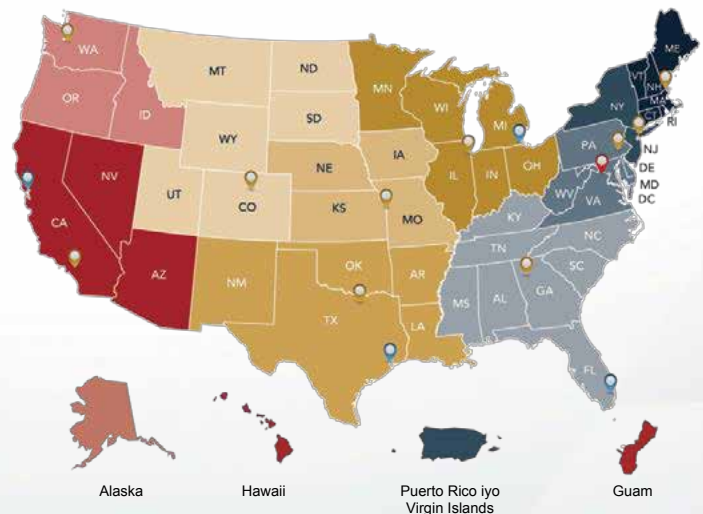 ME
WA
VT
NH
MT
ND
MN
MA
OR
ID
SD
WI
MI
NY
CT
RI
WY
PA
NJ
IA
NE
OH
DE
NV
IL
IN
MD
UT
CO
WV
VA
DC
CA
KS
MO
KY
NC
TN
AZ
NM
OK
AR
SC
MS
AL
GA
TX
LA
FL
Alaska
Hawaii
Puerto Rico iyo
Virgin Islands
Guam